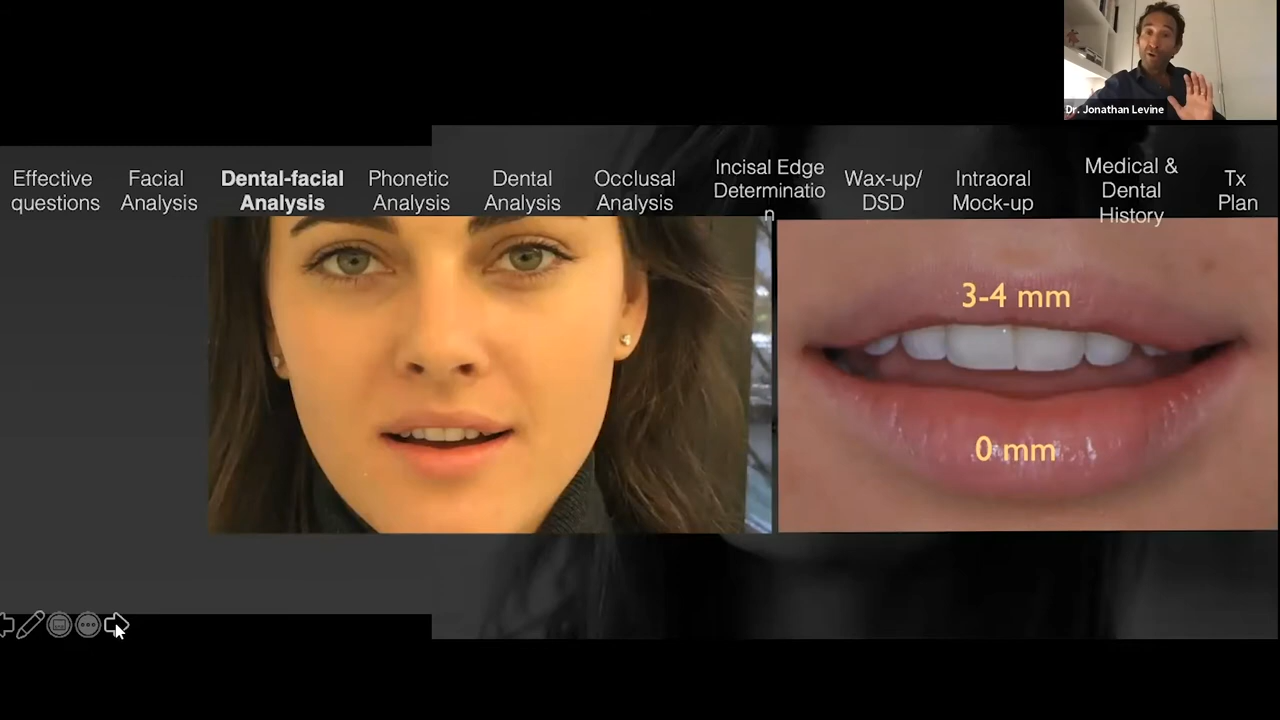 Dr. Jonathan Levine
Effective
questions
Facial
Analysis
Dental-facial
Analysis
Phonetic
Analysis
Dental
Analysis
Occlusal
Analysis
Incisal Edge
Determinatio
n
Wax-up/
DSD
Intraoral
Mock-up
Medical &
Dental
History
Tx
Plan
3-4 mm
0 mm